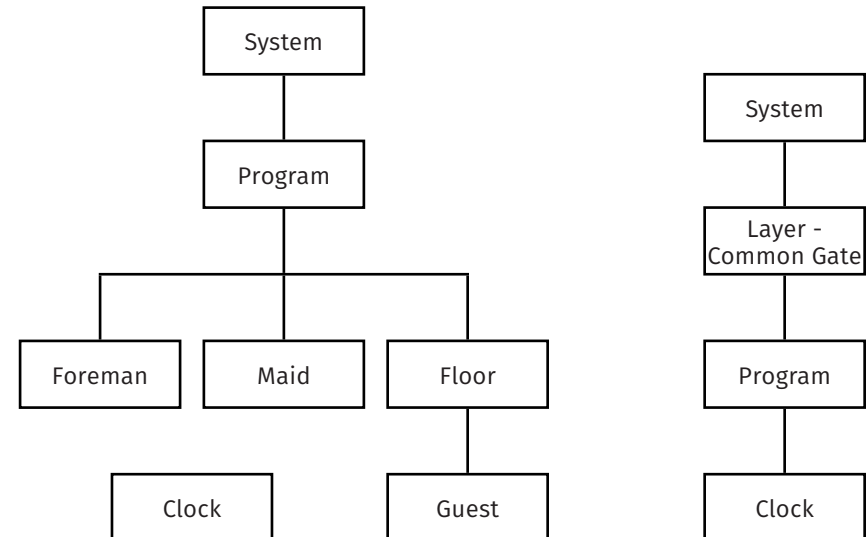 System
Program
Foreman
Maid
Floor
Clock
Guest
System
Layer -
Common Gate
Program
Clock